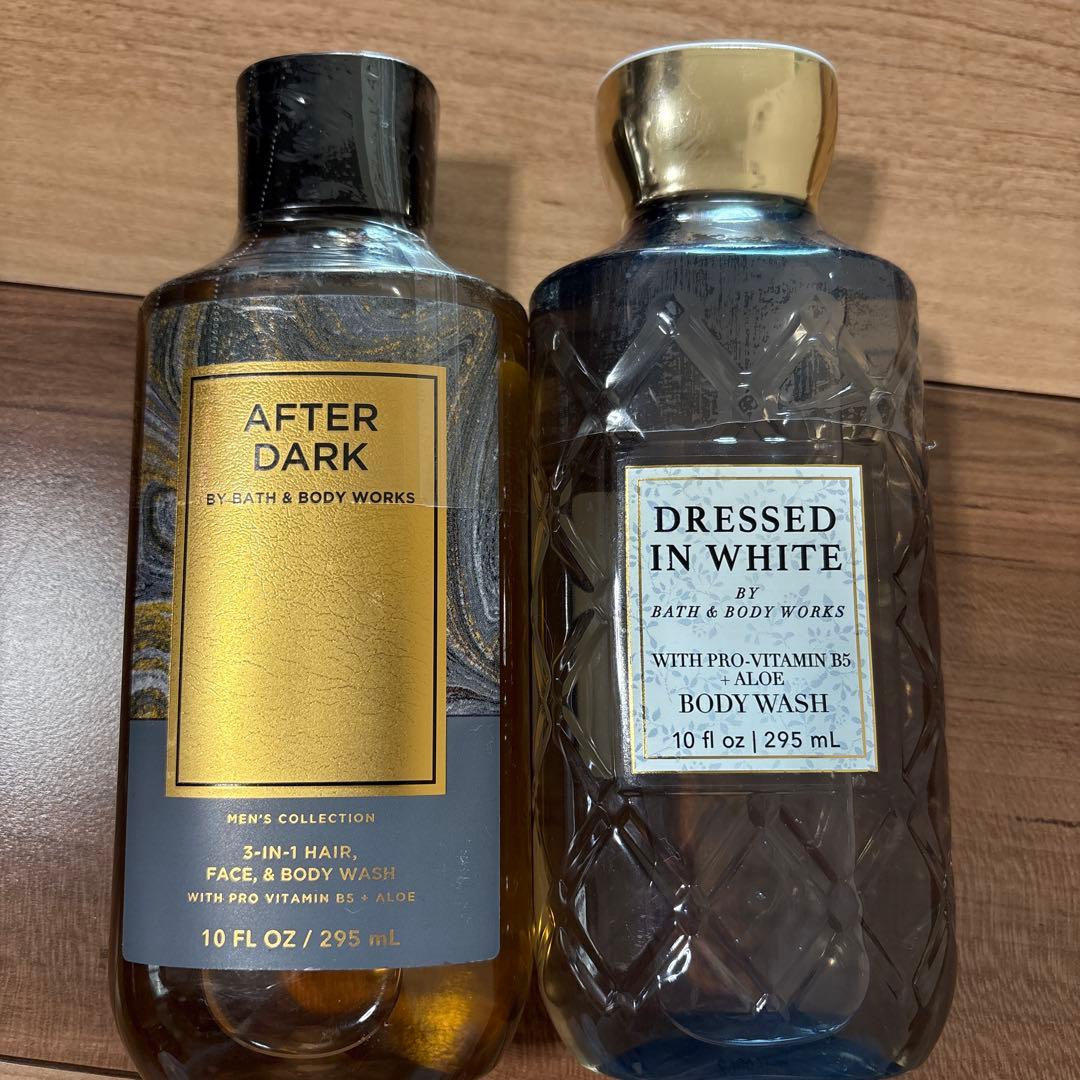 AFTER
DARK
BY BATH & BODY WORKS
MEN'S COLLECTION
3-IN-1 HAIR,
FACE, & BODY WASH
WITH PRO VITAMIN B5 + ALOE
10 FL OZ / 295 mL
DRESSED
IN WHITE
BY
BATH & BODY WORKS
WITH PRO-VITAMIN B5
+ ALOE
BODY WASH
10 fl oz | 295 mL